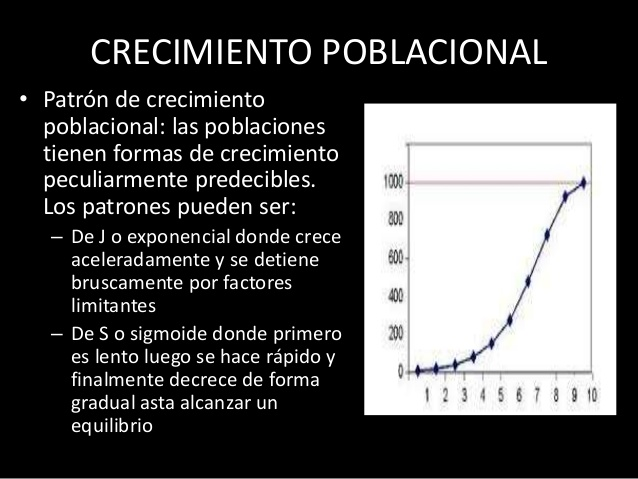 CRECIMIENTO POBLACIONAL
• Patrón de crecimiento
poblacional: las poblaciones
tienen formas de crecimiento
peculiarmente predecibles.
Los patrones pueden ser:
– De J o exponencial donde crece
aceleradamente y se detiene
bruscamente por factores
limitantes
– De S o sigmoide donde primero
es lento luego se hace rápido y
finalmente decrece de forma
gradual asta alcanzar un
equilibrio
1000
800
600
400
200
0
1 2 3 4 5 6 7 8 9 10